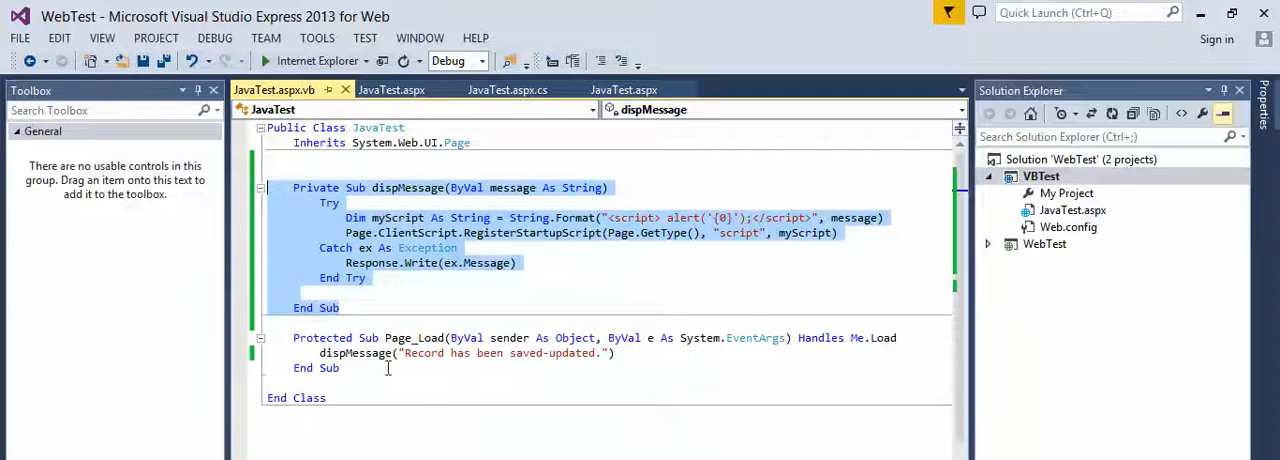 WebTest - Microsoft Visual Studio Express 2013 for Web
Quick Launch (Ctrl+Q)
FILE EDIT VIEW PROJECT DEBUG TEAM TOOLS TEST WINDOW HELP
Sign in
Internet Explorer
Debug
Toolbox
Search Toolbox
General
There are no usable controls in this
group. Drag an item onto this text to
add it to the toolbox.
JavaTest.aspx.vb JavaTest.aspx JavaTest.aspx.cs JavaTest.aspx
JavaTest
dispMessage
Public Class JavaTest
Inherits System.Web.UI.Page
Private Sub dispMessage(ByVal message As String)
Try
Dim myScript As String = String.Format("<script> alert('{0}');</script>", message)
Page.ClientScript.RegisterStartupScript(Page.GetType(), "script", myScript)
Catch ex As Exception
Response.Write(ex.Message)
End Try
End Sub
Protected Sub Page_Load(ByVal sender As Object, ByVal e As System.EventArgs) Handles Me.Load
dispMessage("Record has been saved-updated.")
End Sub
End Class
Solution Explorer
Search Solution Explorer (Ctrl+;)
Solution 'WebTest' (2 projects)
VBTest
My Project
JavaTest.aspx
Web.config
WebTest
Properties